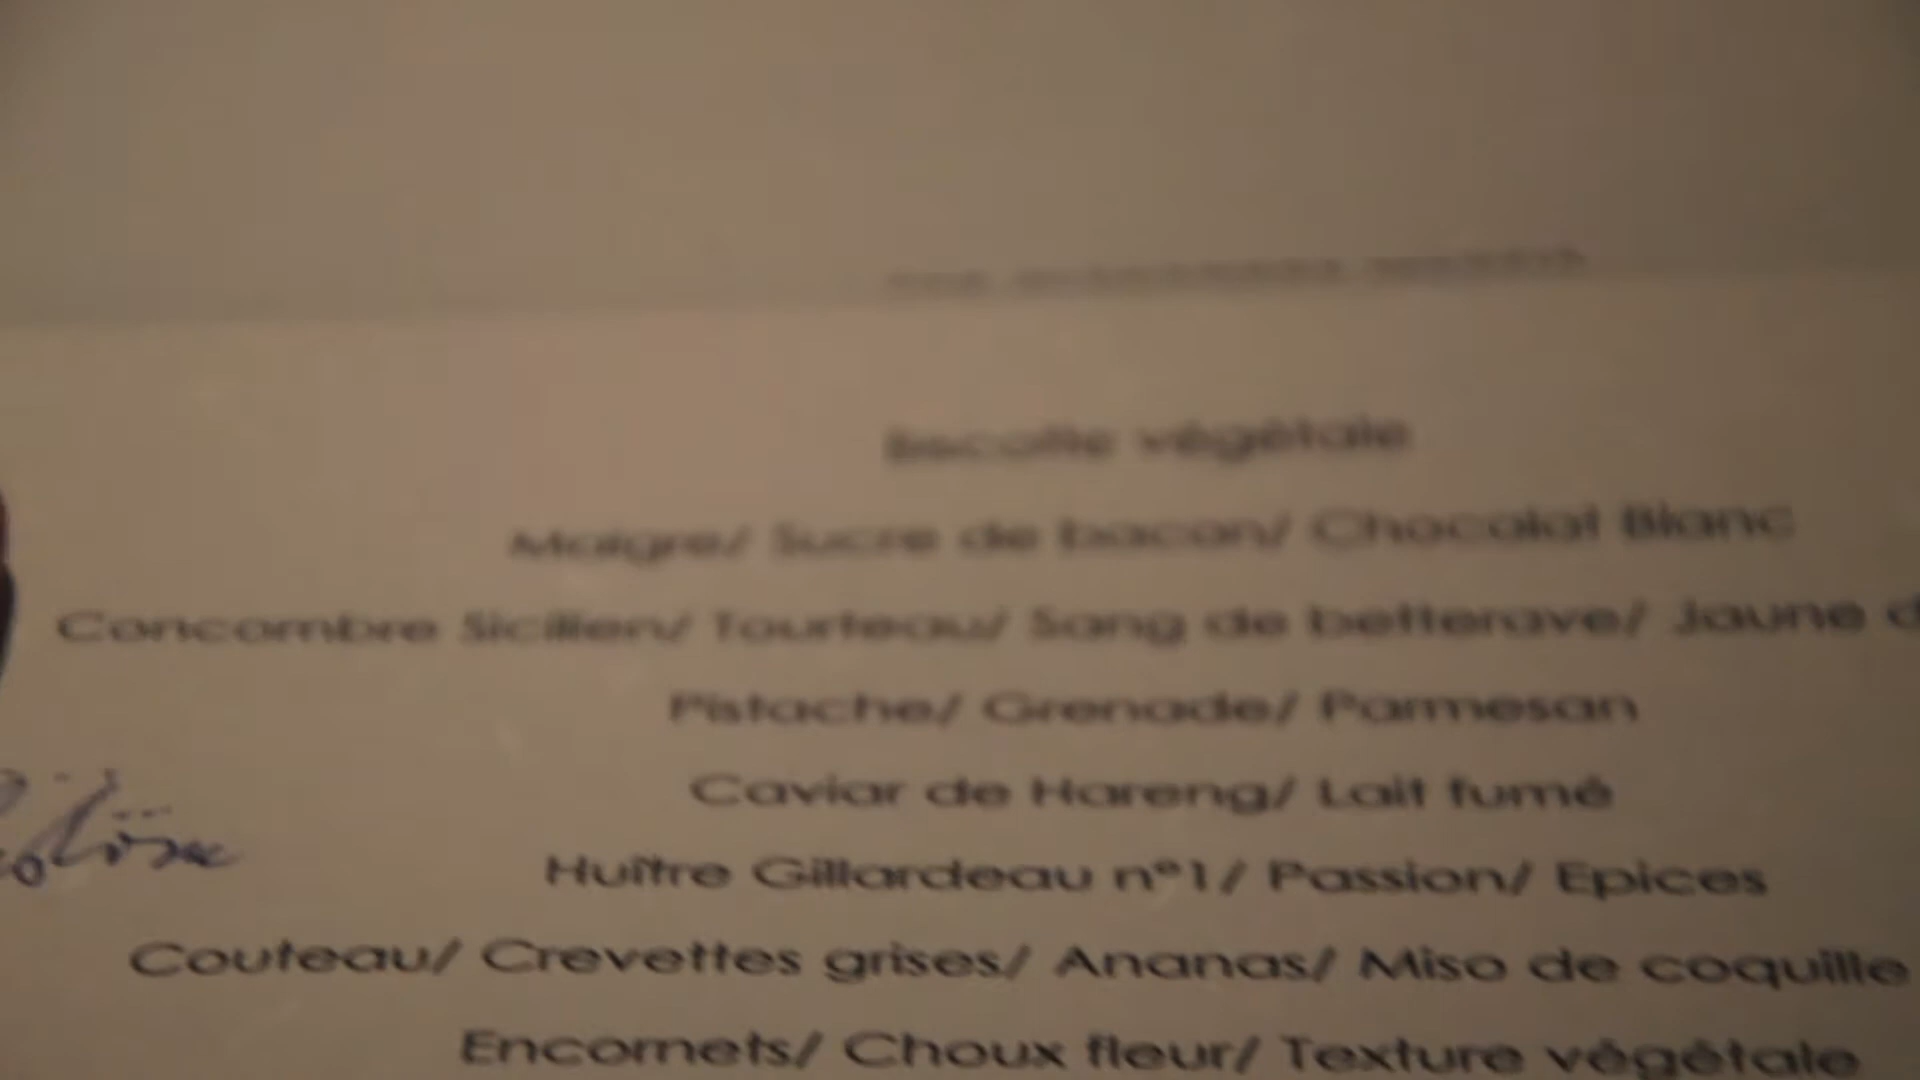 Biscotte végétale
Maigre/ Sucre de bacon/ Chocolat Blanc
Concombre Sicilien/ Tourteau/ Sang de betterave/ Jaune d
Pistache/ Grenade/ Parmesan
Caviar de Hareng/ Lait fumé
Huître Gillardeau n°1/ Passion/ Epices
Couteau/ Crevettes grises/ Ananas/ Miso de coquille
Encornets/ Choux fleur/ Texture végétale